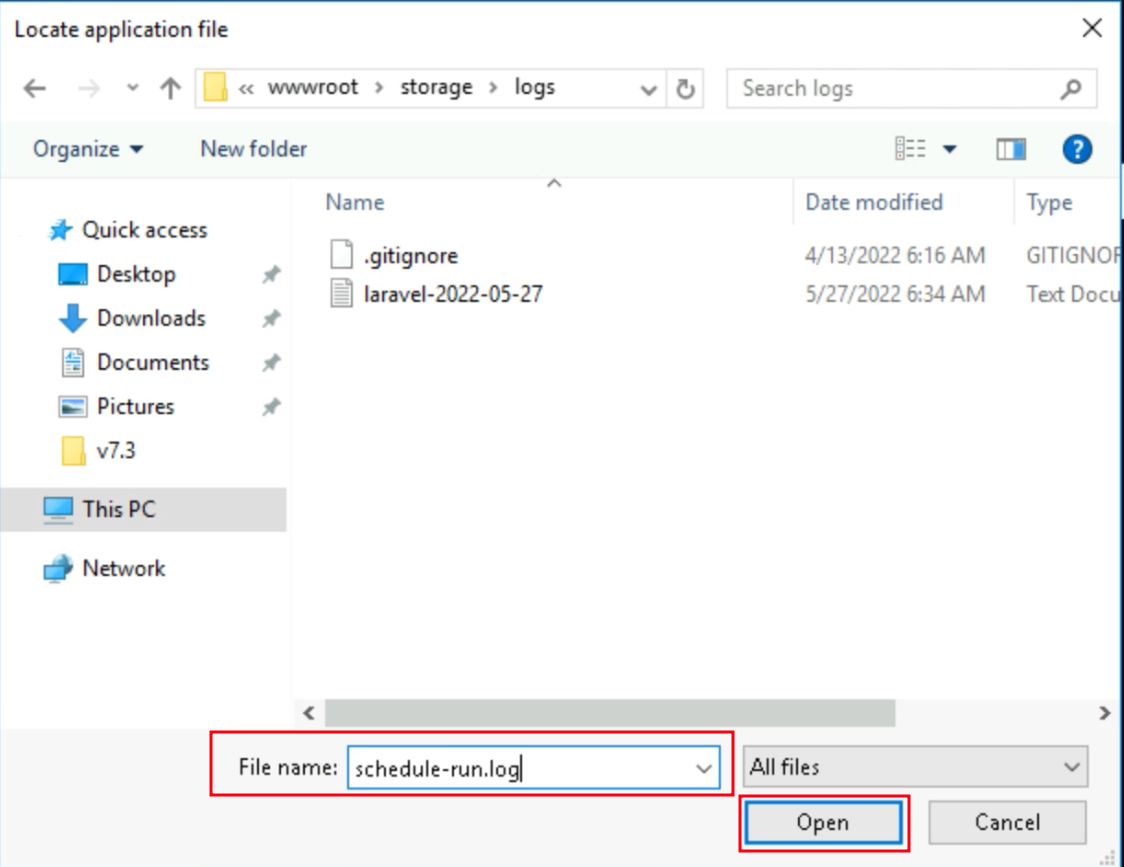 Locate application file
« wwwroot > storage > logs
Search logs
Organize
New folder
?
Name
Date modified
Type
Quick access
Desktop
Downloads
Documents
Pictures
v7.3
This PC
Network
.gitignore 4/13/2022 6:16 AM GITIGNOR
laravel-2022-05-27 5/27/2022 6:34 AM Text Docu
File name: schedule-run.log
All files
Open
Cancel